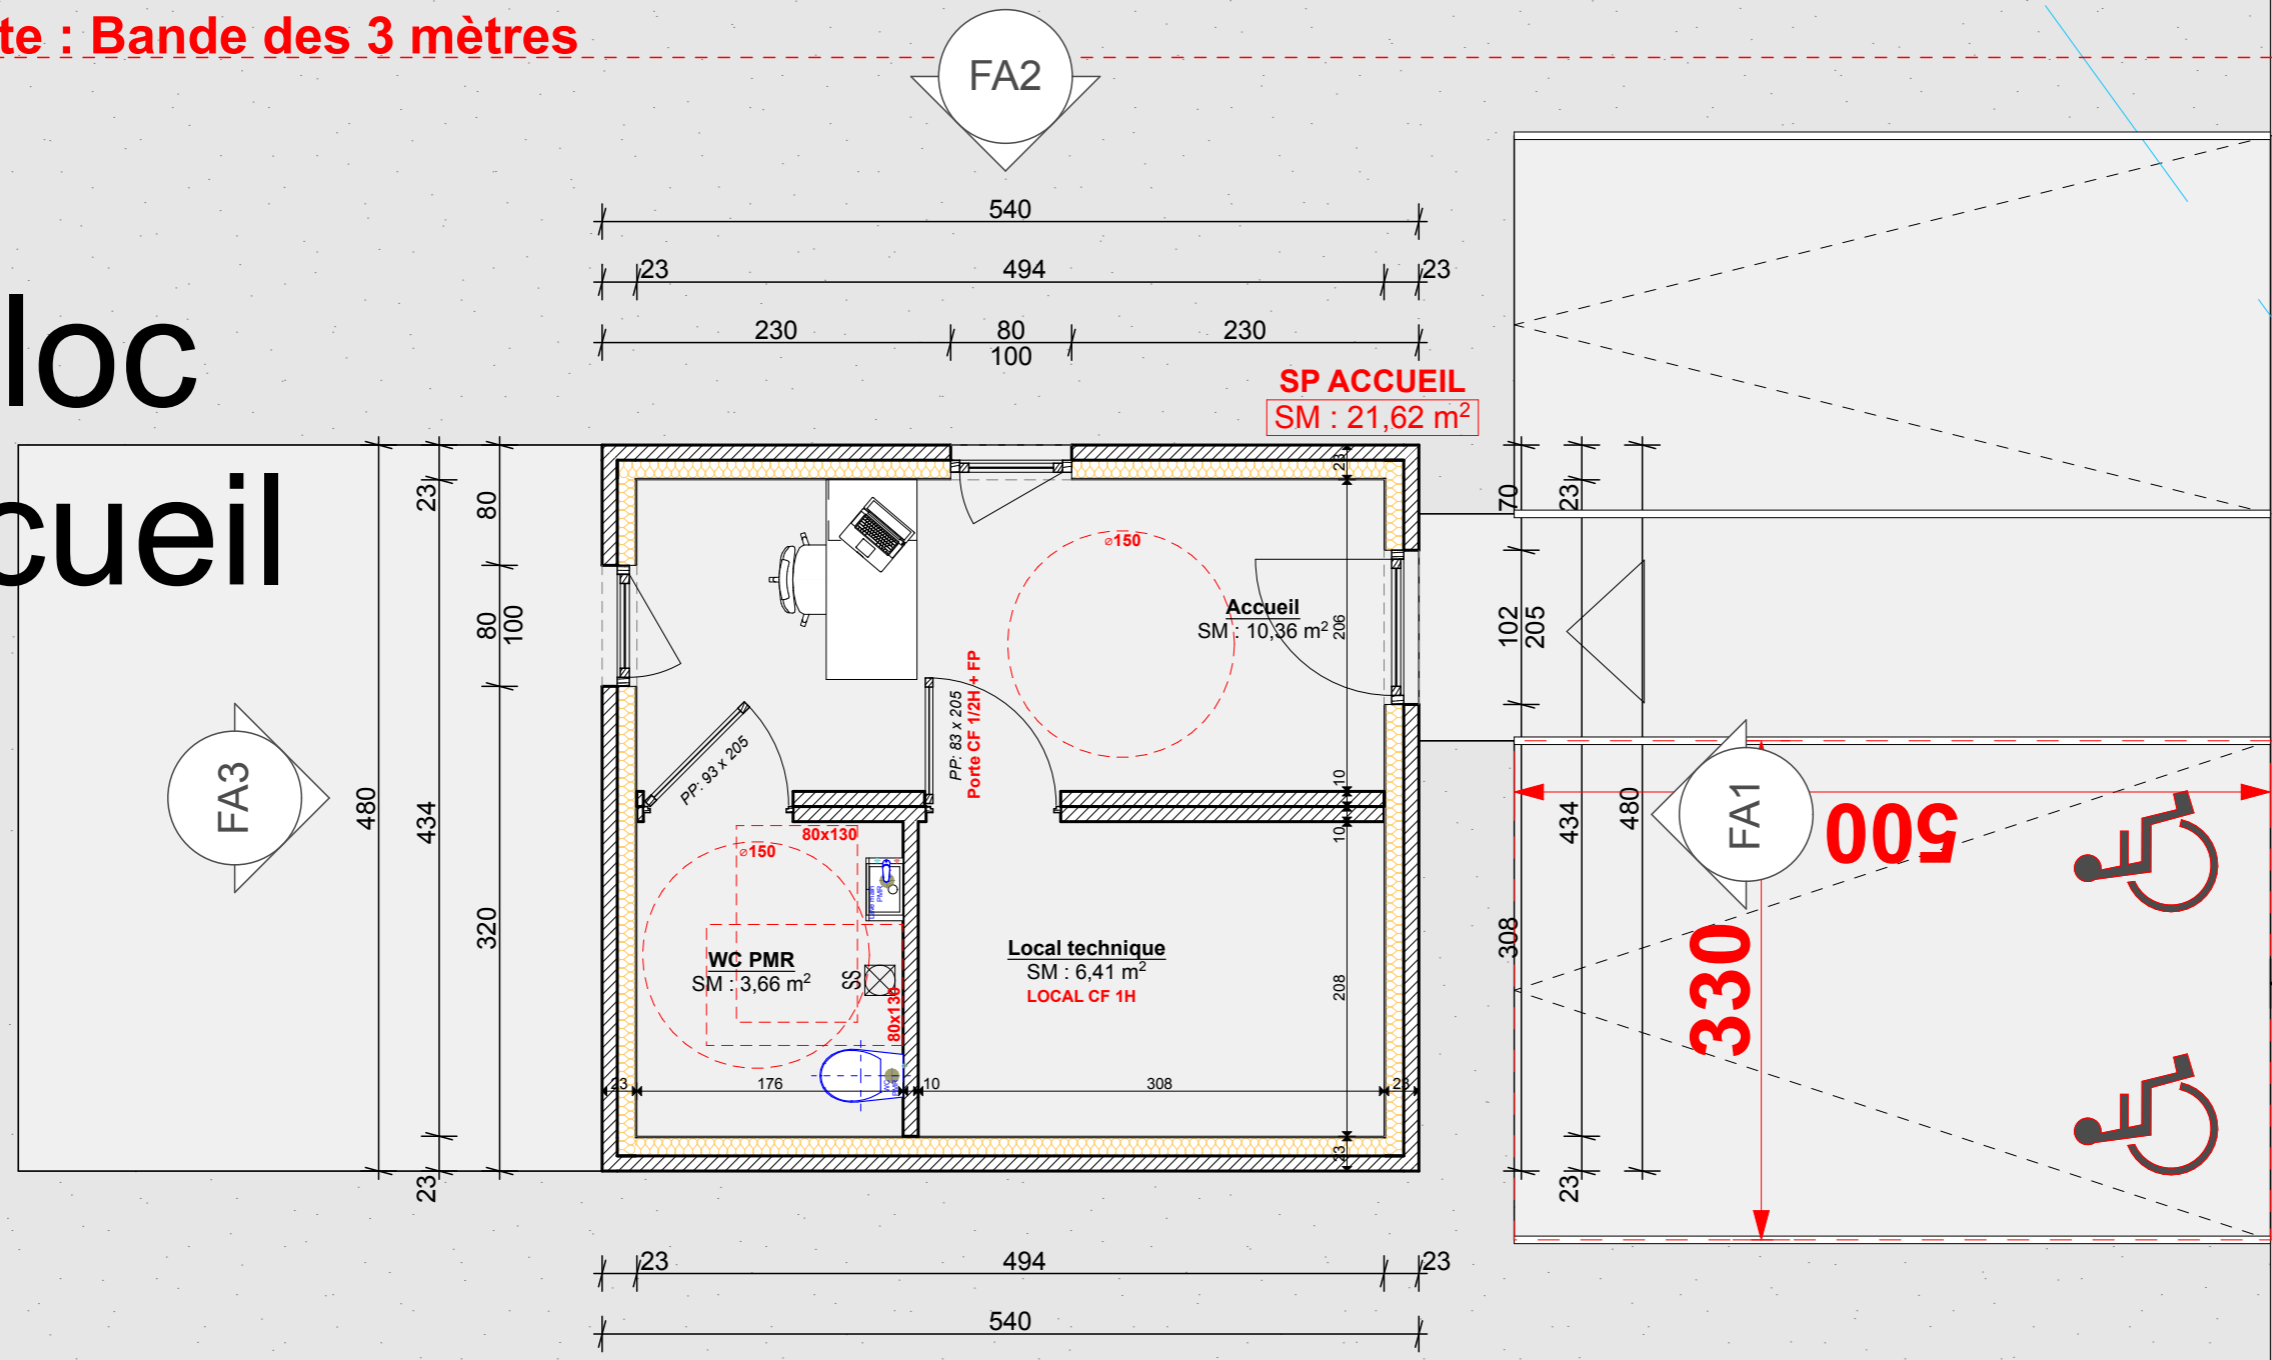 te : Bande des 3 mètres
FA2
540
23 494 23
230 80 230
100
loc
cueil
SP ACCUEIL
SM : 21,62 m²
23
80
80
100
480
434
320
23
FA3
23
⌀150
Accueil
SM : 10,36 m²
206
PP: 93 x 205
PP: 83 x 205
Porte CF 1/2H + FP
10
10
80x130
⌀150
WC PMR
SM : 3,66 m²
SS
80x130
Local technique
SM : 6,41 m²
LOCAL CF 1H
208
23 176 10 308 23
23
70
23
102
205
434
480
308
23
FA1
500
330
23 494 23
540